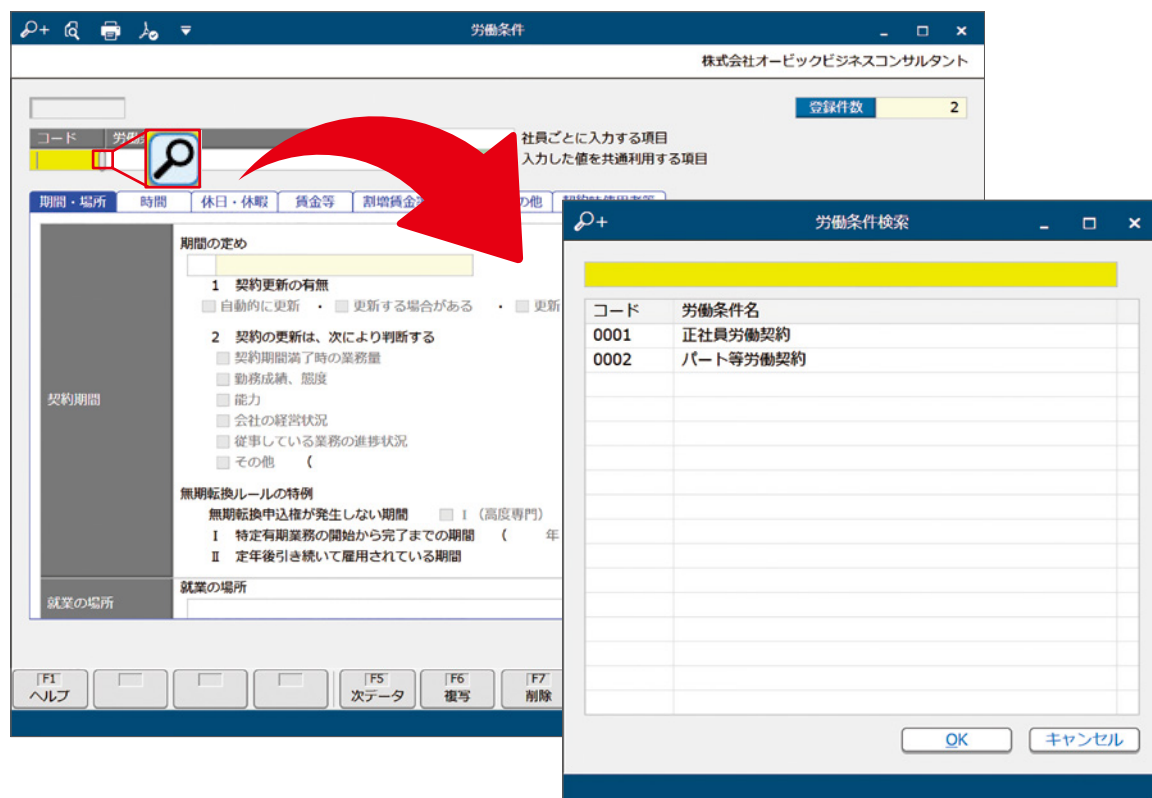 労働条件
株式会社オービックビジネスコンサルタント
登録件数 2
コード 労働
社員ごとに入力する項目
入力した値を共通利用する項目
期間・場所 時間 休日・休暇 賃金等 割増賃金 の他
契約期間
期間の定め
1 契約更新の有無
自動的に更新 ・ 更新する場合がある ・ 更新
2 契約の更新は、次により判断する
契約期間満了時の業務量
勤務成績、態度
能力
会社の経営状況
従事している業務の進捗状況
その他 (
無期転換ルールの特例
無期転換申込権が発生しない期間 I (高度専門)
I 特定有期業務の開始から完了までの期間 ( 年
II 定年後引き続いて雇用されている期間
就業の場所
就業の場所
F1 ヘルプ
F5 次データ
F6 複写
F7 削除
労働条件検索
コード 労働条件名
0001 正社員労働契約
0002 パート等労働契約
OK キャンセル